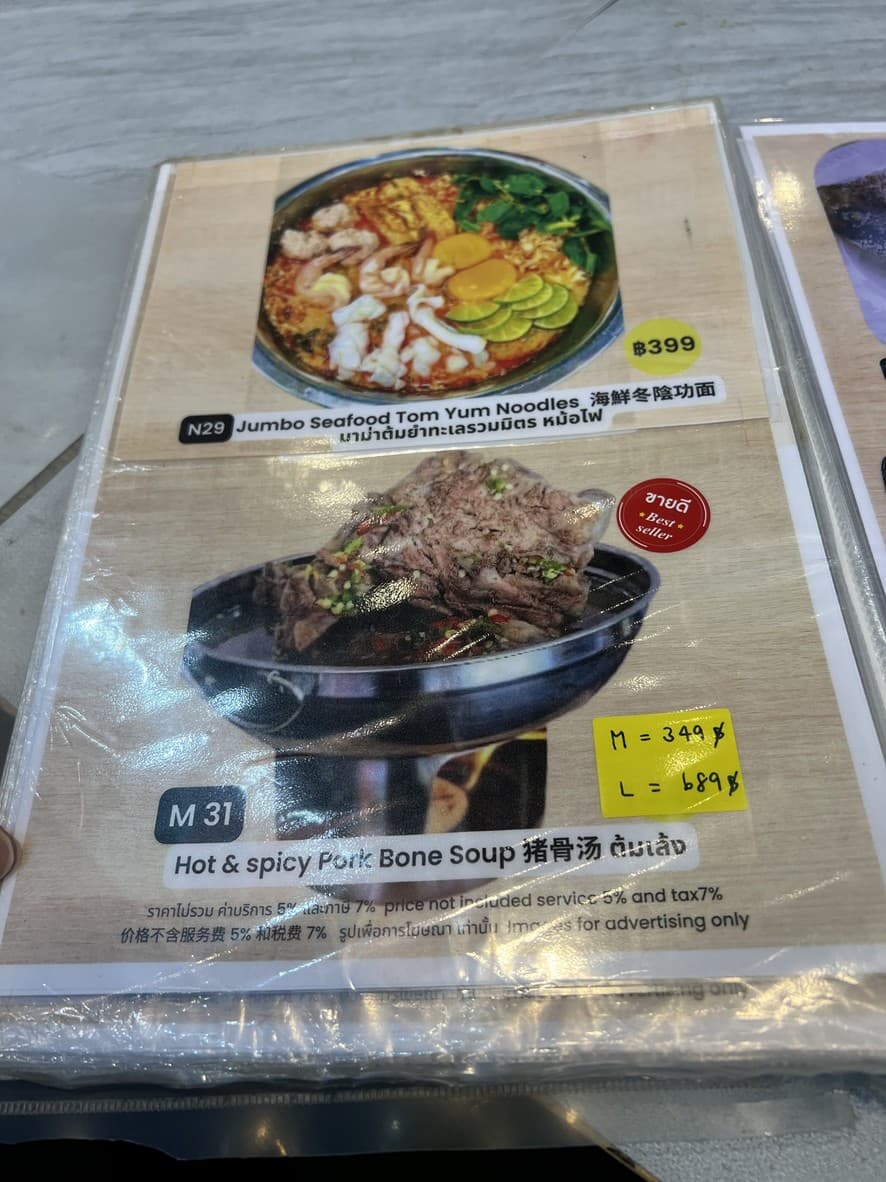 ฿399
N29 Jumbo Seafood Tom Yum Noodles 海鮮冬陰功面
มาม่าต้มยำทะเลรวมมิตร หม้อไฟ
ขายดี
Best
seller
M = 349฿
L = 689฿
M 31
Hot & spicy Pork Bone Soup 猪骨汤 ต้มเล้ง
ราคาไม่รวม ค่าบริการ 5% และภาษี 7% price not included service 5% and tax7%
价格不含服务费 5% 和税费 7% รูปเพื่อการโฆษณา เท่านั้น Images for advertising only
advertising only